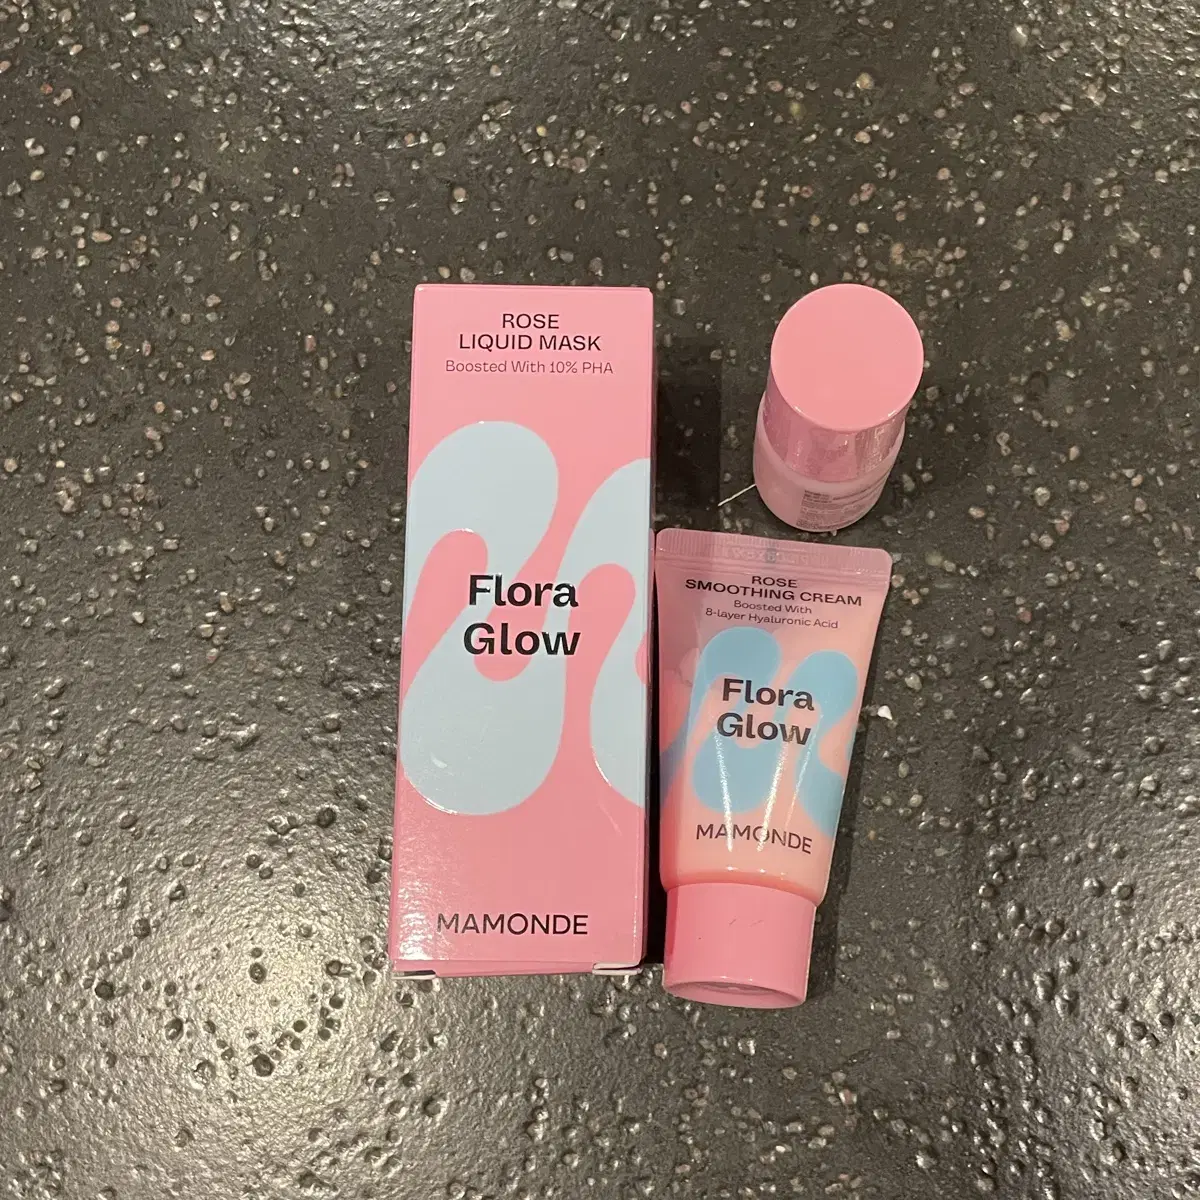 ROSE
LIQUID MASK
Boosted With 10% PHA
Flora
Glow
MAMONDE
ROSE
SMOOTHING CREAM
Boosted With
8-layer Hyaluronic Acid
Flora
Glow
MAMONDE